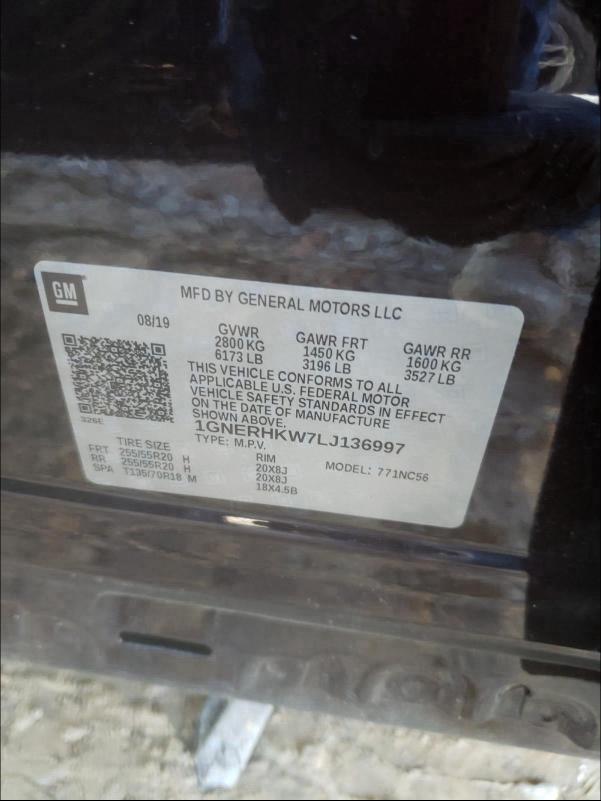 GM
MFD BY GENERAL MOTORS LLC
08/19
GVWR GAWR FRT GAWR RR
2800 KG 1450 KG 1600 KG
6173 LB 3196 LB 3527 LB
THIS VEHICLE CONFORMS TO ALL
APPLICABLE U.S. FEDERAL MOTOR
VEHICLE SAFETY STANDARDS IN EFFECT
ON THE DATE OF MANUFACTURE
SHOWN ABOVE.
326E
1GNERHKW7LJ136997
TYPE: M.P.V. MODEL: 771NC56
TIRE SIZE RIM
FRT 255/55R20 H 20X8J
RR 255/55R20 H 20X8J
SPA T135/70R18 M 18X4.5B